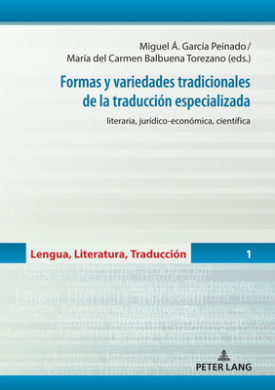 Miguel Á. García Peinado /
María del Carmen Balbuena Torezano (eds.)
Formas y variedades tradicionales
de la traducción especializada
literaria, jurídico-económica, científica
Lengua, Literatura, Traducción 1
PETER LANG